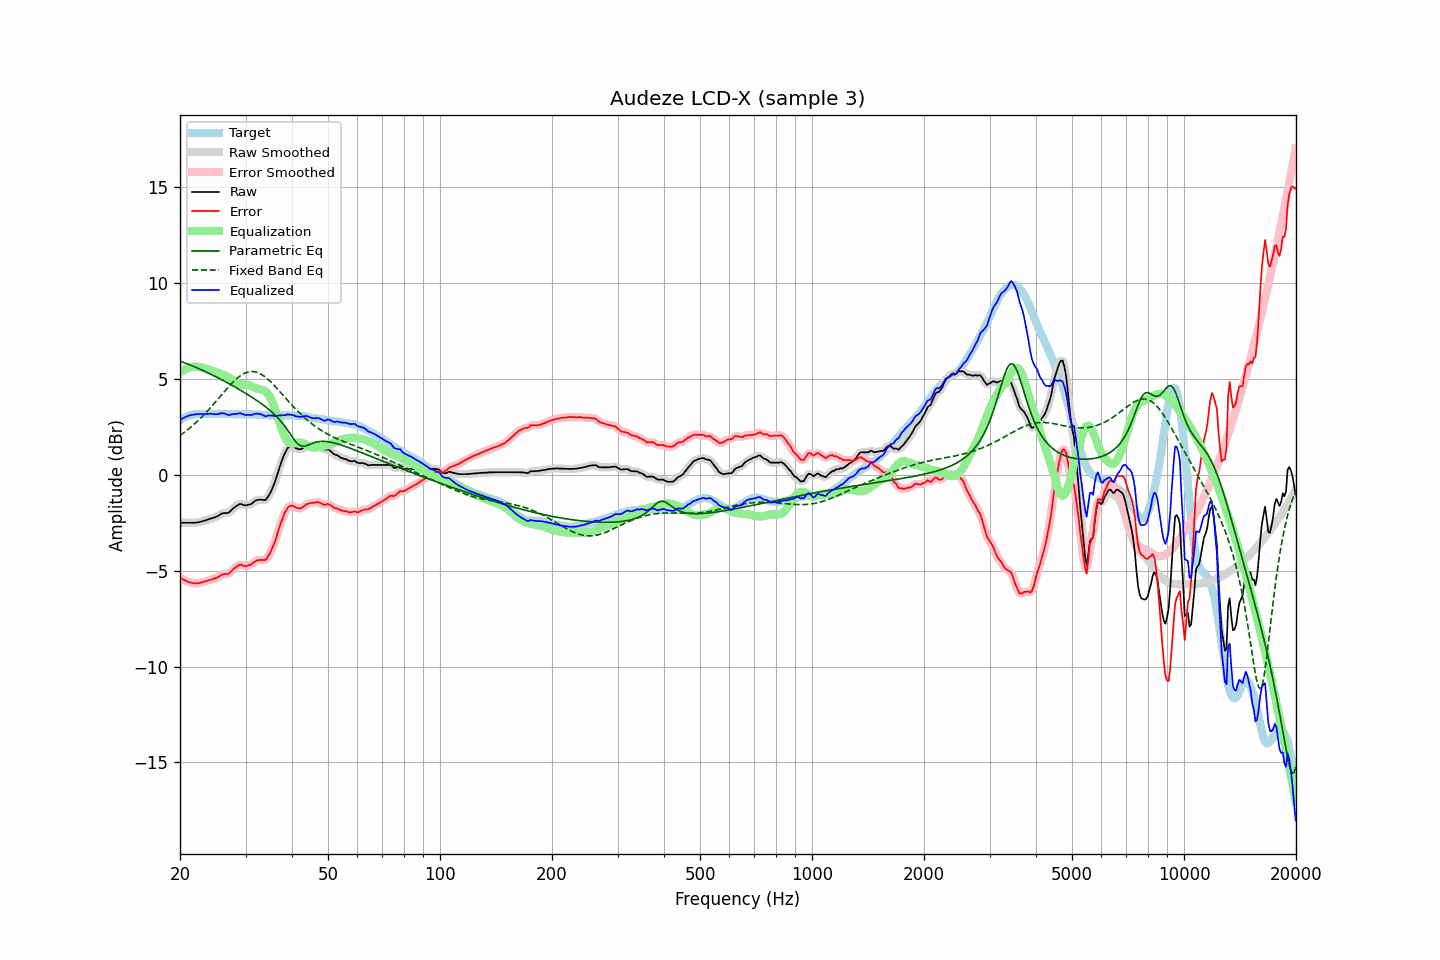 Audeze LCD-X (sample 3)
Target
Raw Smoothed
Error Smoothed
Raw
Error
Equalization
Parametric Eq
Fixed Band Eq
Equalized
15
10
5
0
−5
−10
−15
Amplitude (dBr)
20
50
100
200
500
1000
2000
5000
10000
20000
Frequency (Hz)